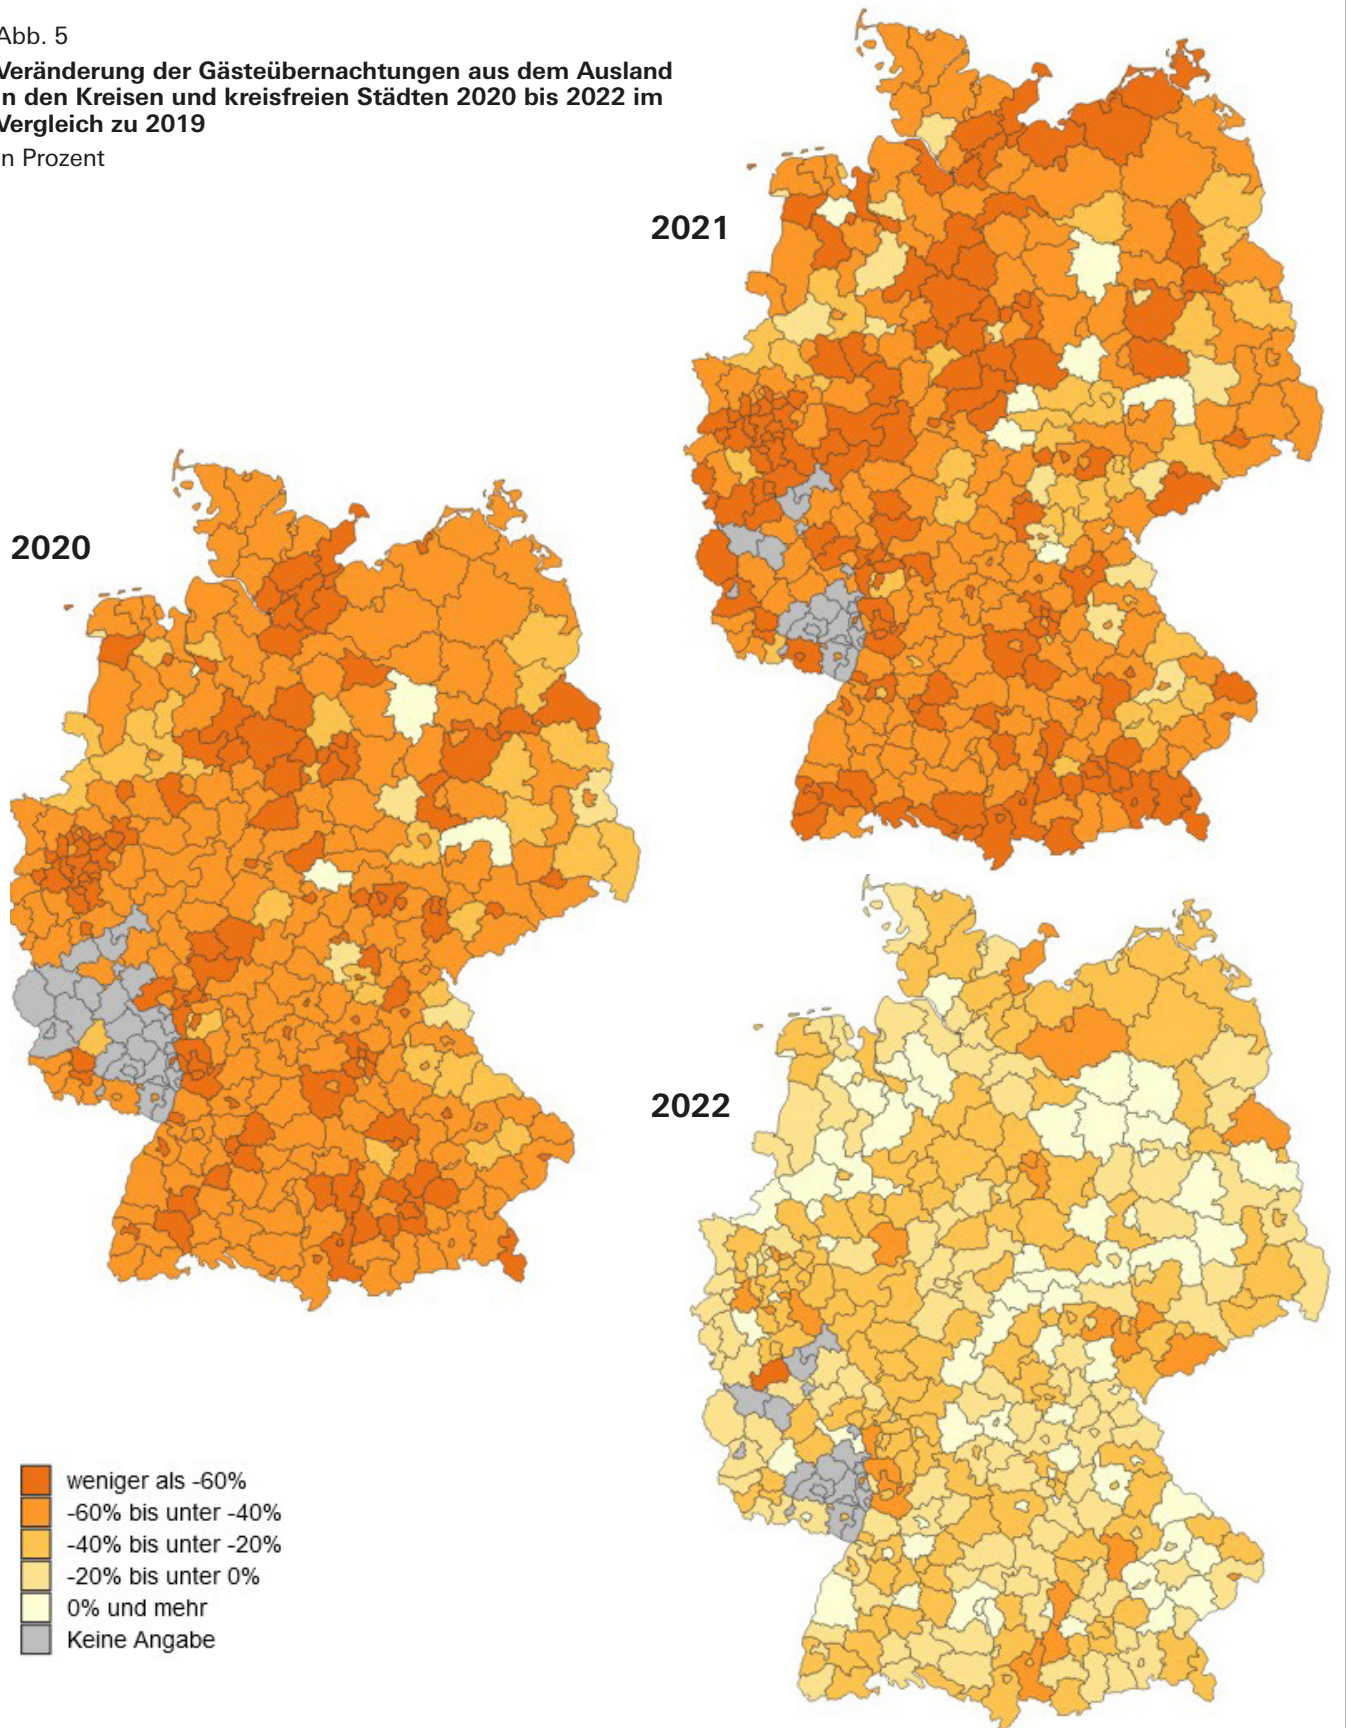 Abb. 5
Veränderung der Gästeübernachtungen aus dem Ausland
in den Kreisen und kreisfreien Städten 2020 bis 2022 im
Vergleich zu 2019
in Prozent
2021
2020
2022
weniger als -60%
-60% bis unter -40%
-40% bis unter -20%
-20% bis unter 0%
0% und mehr
Keine Angabe